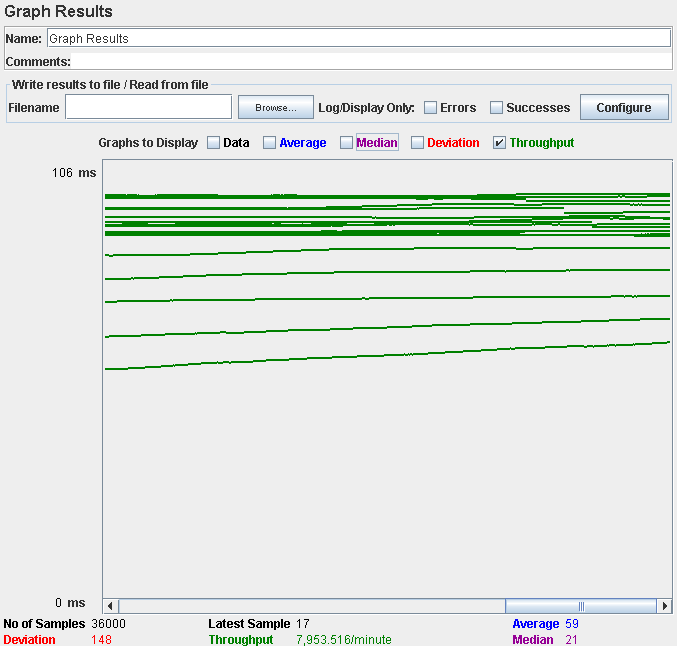 Graph Results
Name: Graph Results
Comments:
Write results to file / Read from file
Filename Browse... Log/Display Only: Errors Successes Configure
Graphs to Display Data Average Median Deviation Throughput
106 ms
0 ms
No of Samples 36000 Latest Sample 17 Average 59
Deviation 148 Throughput 7,953.516/minute Median 21